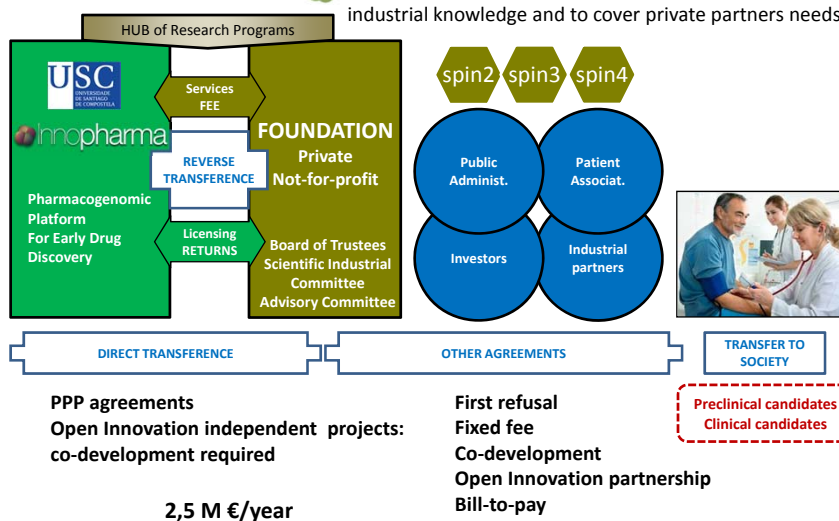 industrial knowledge and to cover private partners needs
HUB of Research Programs
USC
UNIVERSIDADE
DE SANTIAGO
DE COMPOSTELA
Innopharma
Pharmacogenomic
Platform
For Early Drug
Discovery
Services
FEE
REVERSE
TRANSFERENCE
Licensing
RETURNS
FOUNDATION
Private
Not-for-profit
Board of Trustees
Scientific Industrial
Committee
Advisory Committee
spin2 spin3 spin4
Public
Administ.
Patient
Associat.
Investors
Industrial
partners
DIRECT TRANSFERENCE
OTHER AGREEMENTS
TRANSFER TO
SOCIETY
PPP agreements
Open Innovation independent projects:
co-development required
2,5 M €/year
First refusal
Fixed fee
Co-development
Open Innovation partnership
Bill-to-pay
Preclinical candidates
Clinical candidates